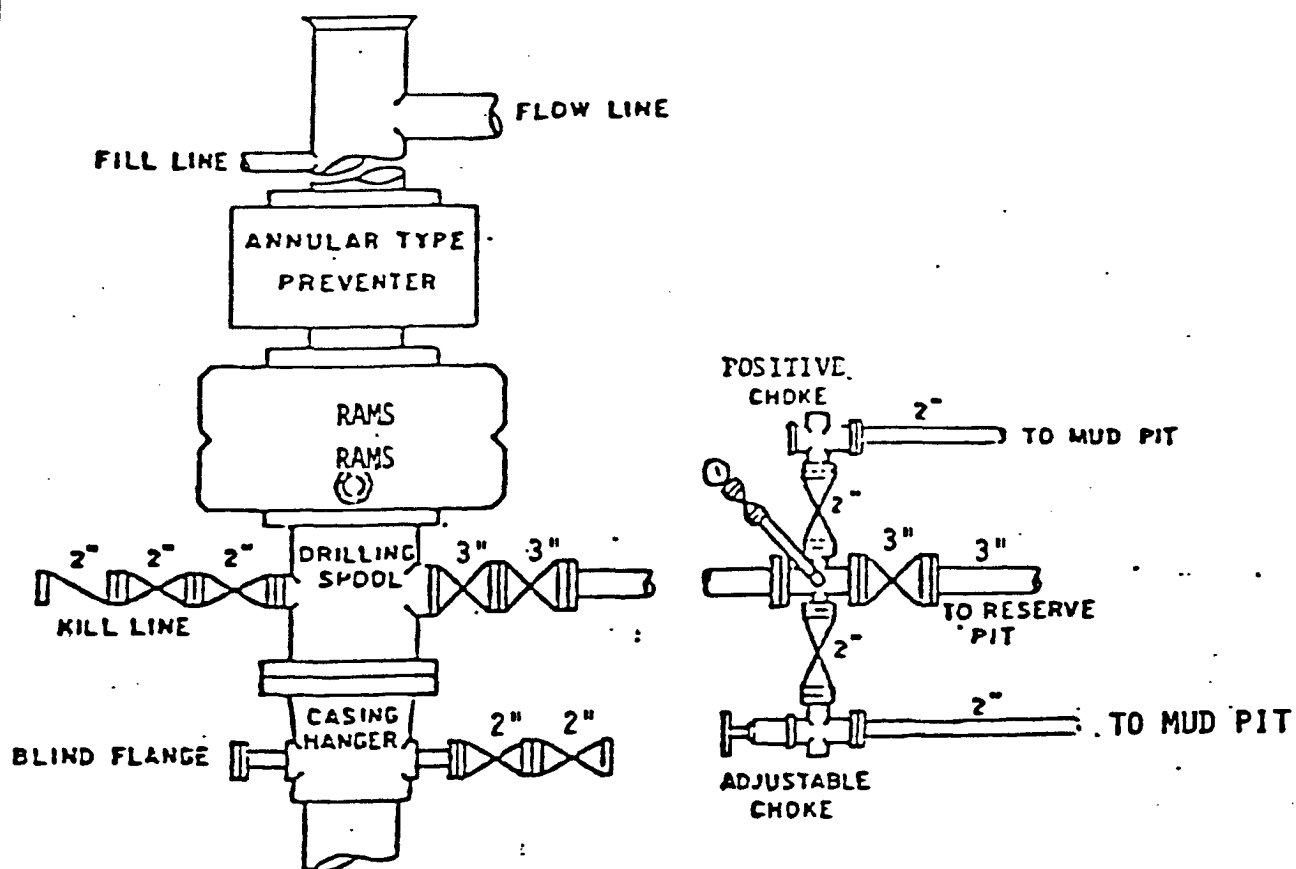 FLOW LINE
FILL LINE
ANNULAR TYPE
PREVENTER
RAMS
RAMS
2" 2" 2"
DRILLING
SPOOL
3" 3"
KILL LINE
CASING
HANGER
2" 2"
BLIND FLANGE
POSITIVE.
CHOKE
2"
TO MUD PIT
2"
3"
3"
TO RESERVE
PIT
2"
2"
TO MUD PIT
ADJUSTABLE
CHOKE